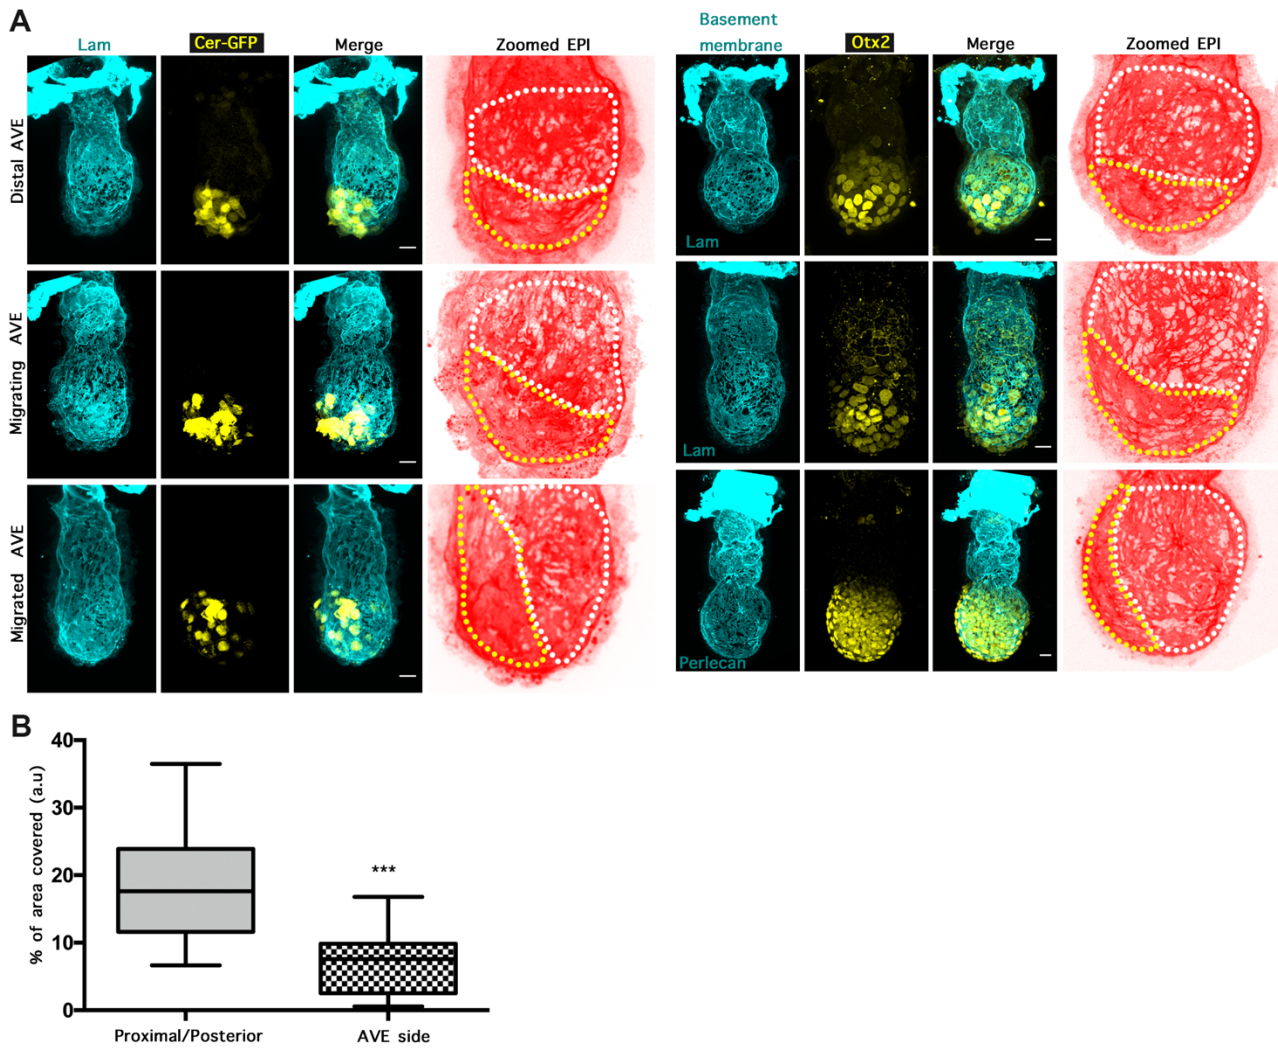 A
Lam
Cer-GFP
Merge
Zoomed EPI
Basement
membrane
Otx2
Merge
Zoomed EPI
Distal AVE
Lam
Migrating AVE
Lam
Migrated AVE
Perlecan
B
% of area covered (a.u)
40
30
20
10
0
***
Proximal/Posterior
AVE side